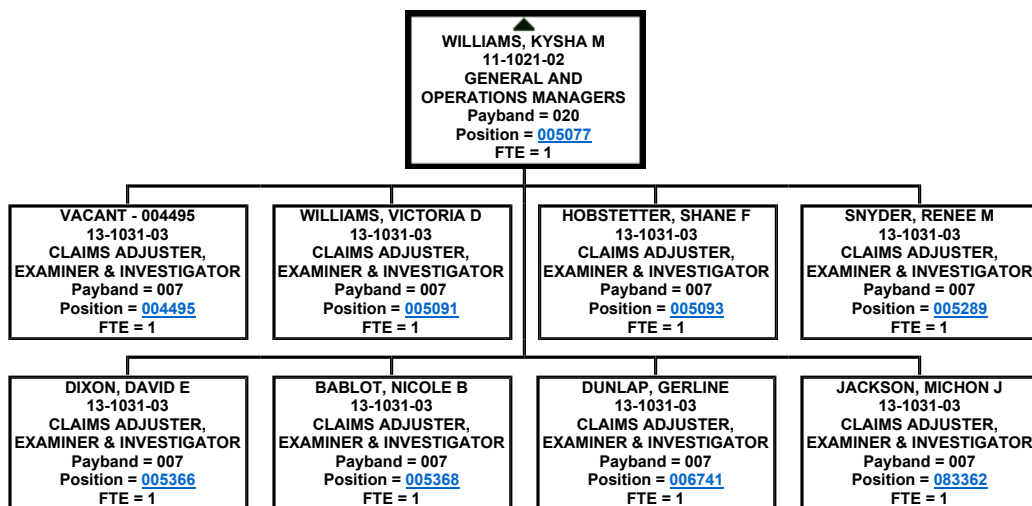 WILLIAMS, KYSHA M
11-1021-02
GENERAL AND
OPERATIONS MANAGERS
Payband = 020
Position = 005077
FTE = 1
VACANT - 004495
13-1031-03
CLAIMS ADJUSTER,
EXAMINER & INVESTIGATOR
Payband = 007
Position = 004495
FTE = 1
WILLIAMS, VICTORIA D
13-1031-03
CLAIMS ADJUSTER,
EXAMINER & INVESTIGATOR
Payband = 007
Position = 005091
FTE = 1
HOBSTETTER, SHANE F
13-1031-03
CLAIMS ADJUSTER,
EXAMINER & INVESTIGATOR
Payband = 007
Position = 005093
FTE = 1
SNYDER, RENEE M
13-1031-03
CLAIMS ADJUSTER,
EXAMINER & INVESTIGATOR
Payband = 007
Position = 005289
FTE = 1
DIXON, DAVID E
13-1031-03
CLAIMS ADJUSTER,
EXAMINER & INVESTIGATOR
Payband = 007
Position = 005366
FTE = 1
BABLOT, NICOLE B
13-1031-03
CLAIMS ADJUSTER,
EXAMINER & INVESTIGATOR
Payband = 007
Position = 005368
FTE = 1
DUNLAP, GERLINE
13-1031-03
CLAIMS ADJUSTER,
EXAMINER & INVESTIGATOR
Payband = 007
Position = 006741
FTE = 1
JACKSON, MICHON J
13-1031-03
CLAIMS ADJUSTER,
EXAMINER & INVESTIGATOR
Payband = 007
Position = 083362
FTE = 1